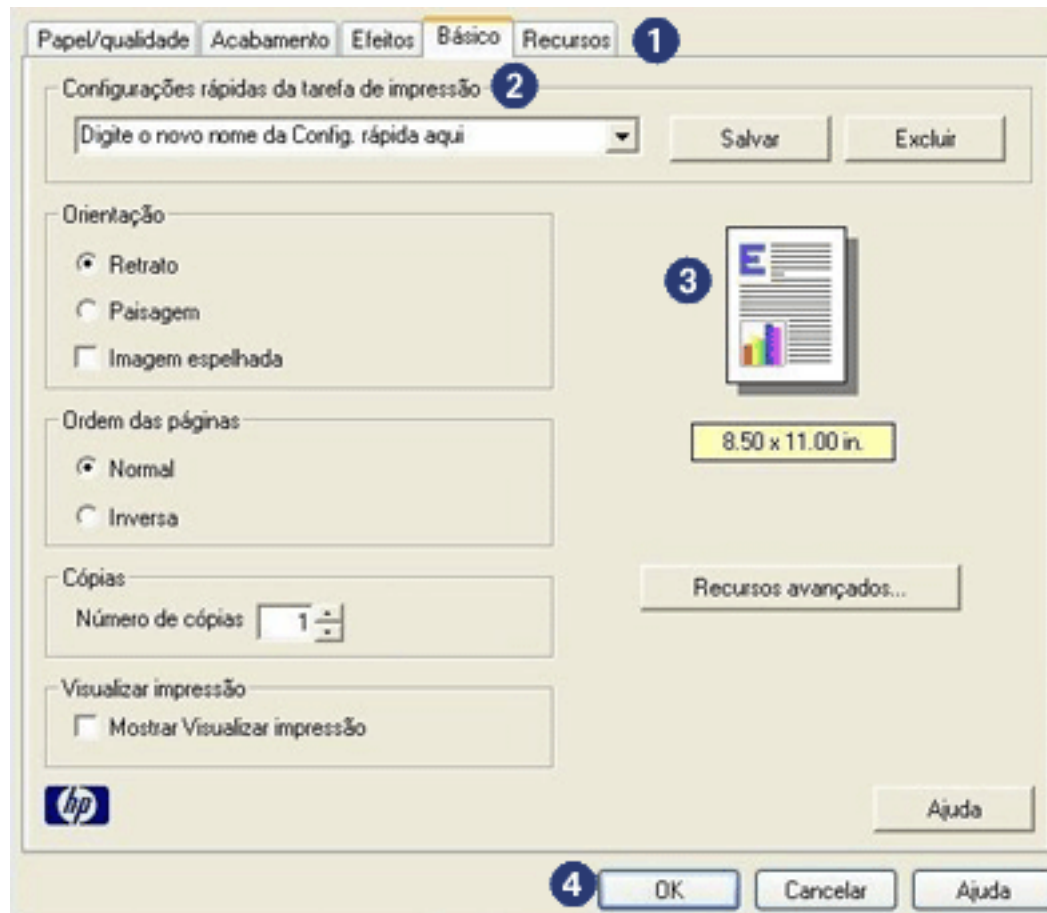 Papel/qualidade Acabamento Efeitos Básico Recursos 1
Configurações rápidas da tarefa de impressão 2
Digite o novo nome da Config. rápida aqui Salvar Excluir
Orientação
Retrato
Paisagem
Imagem espelhada
3
E
Ordem das páginas
Normal
Inversa
8.50 x 11.00 in.
Cópias
Número de cópias 1
Recursos avançados...
Visualizar impressão
Mostrar Visualizar impressão
hp
Ajuda
4 OK Cancelar Ajuda